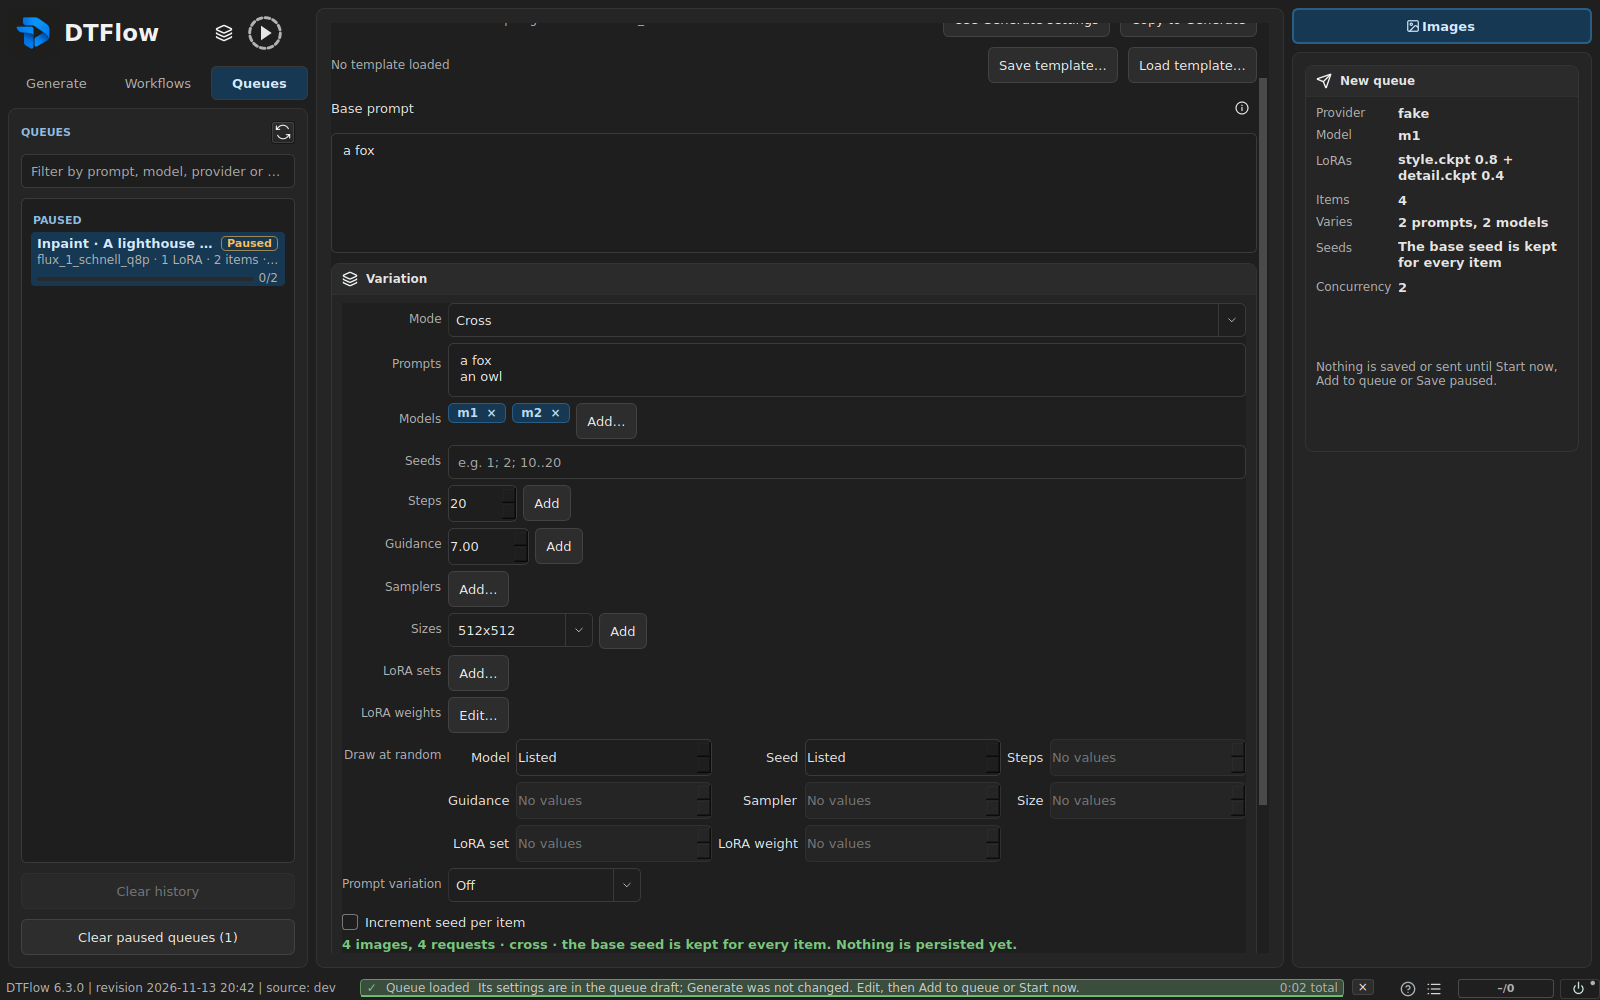 DTFlow
Generate Workflows Queues
QUEUES
Filter by prompt, model, provider or ...
PAUSED
Inpaint · A lighthouse ... Paused
flux_1_schnell_q8p · 1 LoRA · 2 items ·...
0/2
Clear history
Clear paused queues (1)
No template loaded Save template... Load template...
Base prompt
a fox
Variation
Mode Cross
Prompts a fox
an owl
Models m1 × m2 × Add...
Seeds e.g. 1; 2; 10..20
Steps 20 Add
Guidance 7.00 Add
Samplers Add...
Sizes 512x512 Add
LoRA sets Add...
LoRA weights Edit...
Draw at random Model Listed Seed Listed Steps No values
Guidance No values Sampler No values Size No values
LoRA set No values LoRA weight No values
Prompt variation Off
Increment seed per item
4 images, 4 requests · cross · the base seed is kept for every item. Nothing is persisted yet.
Images
New queue
Provider fake
Model m1
LoRAs style.ckpt 0.8 +
detail.ckpt 0.4
Items 4
Varies 2 prompts, 2 models
Seeds The base seed is kept
for every item
Concurrency 2
Nothing is saved or sent until Start now,
Add to queue or Save paused.
DTFlow 6.3.0 | revision 2026-11-13 20:42 | source: dev
✓ Queue loaded Its settings are in the queue draft; Generate was not changed. Edit, then Add to queue or Start now. 0:02 total
–/0